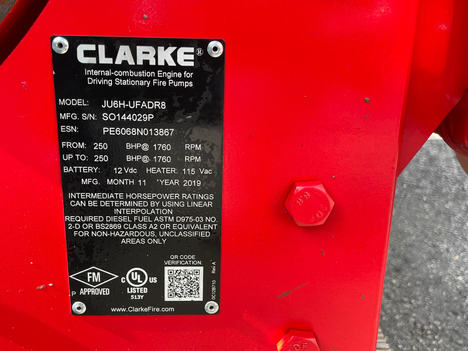 CLARKE®
Internal-combustion Engine for
Driving Stationary Fire Pumps
MODEL: JU6H-UFADR8
MFG. S/N: SO144029P
ESN: PE6068N013867
FROM: 250 BHP@ 1760 RPM
UP TO: 250 BHP@ 1760 RPM
BATTERY: 12 Vdc HEATER: 115 Vac
MFG. MONTH 11 YEAR 2019
INTERMEDIATE HORSEPOWER RATINGS
CAN BE DETERMINED BY USING LINEAR
INTERPOLATION
REQUIRED DIESEL FUEL ASTM D975-03 NO.
2-D OR BS2869 CLASS A2 OR EQUIVALENT
FOR NON-HAZARDOUS, UNCLASSIFIED
AREAS ONLY
QR CODE
VERIFICATION
FM
P APPROVED
C UL US
LISTED
513Y
www.ClarkeFire.com